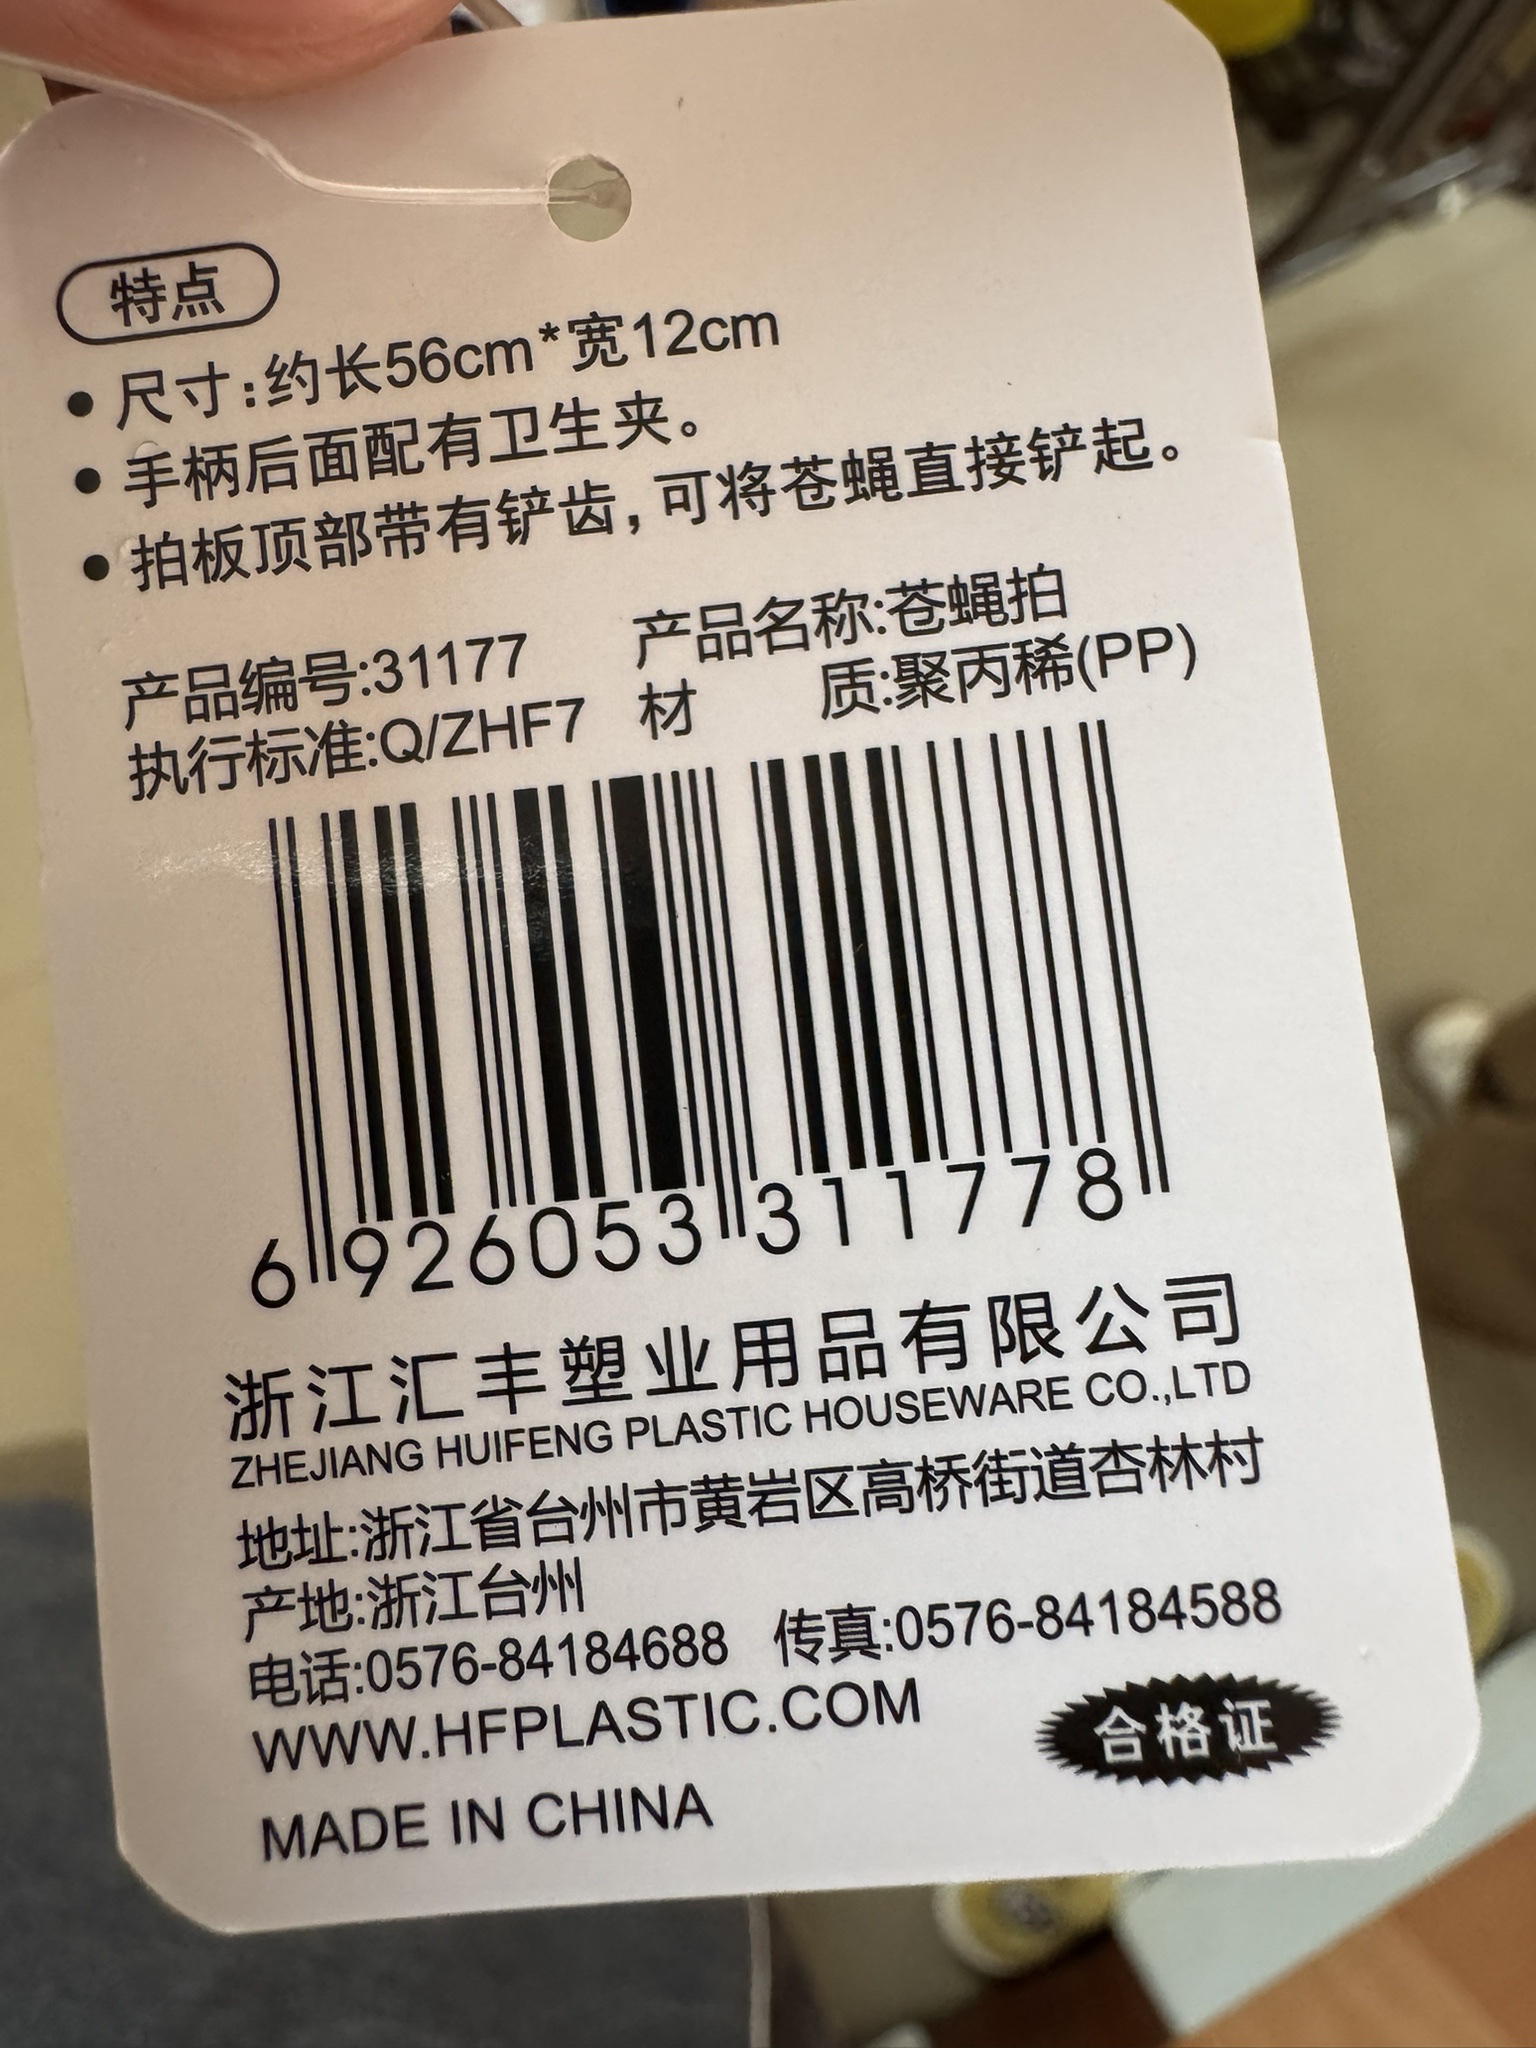 特点
• 尺寸:约长56cm*宽12cm
• 手柄后面配有卫生夹。
• 拍板顶部带有铲齿,可将苍蝇直接铲起。
产品编号:31177 产品名称:苍蝇拍
执行标准:Q/ZHF7 材 质:聚丙稀(PP)
6 926053 311778
浙江汇丰塑业用品有限公司
ZHEJIANG HUIFENG PLASTIC HOUSEWARE CO.,LTD
地址:浙江省台州市黄岩区高桥街道杏林村
产地:浙江台州
电话:0576-84184688 传真:0576-84184588
WWW.HFPLASTIC.COM
合格证
MADE IN CHINA